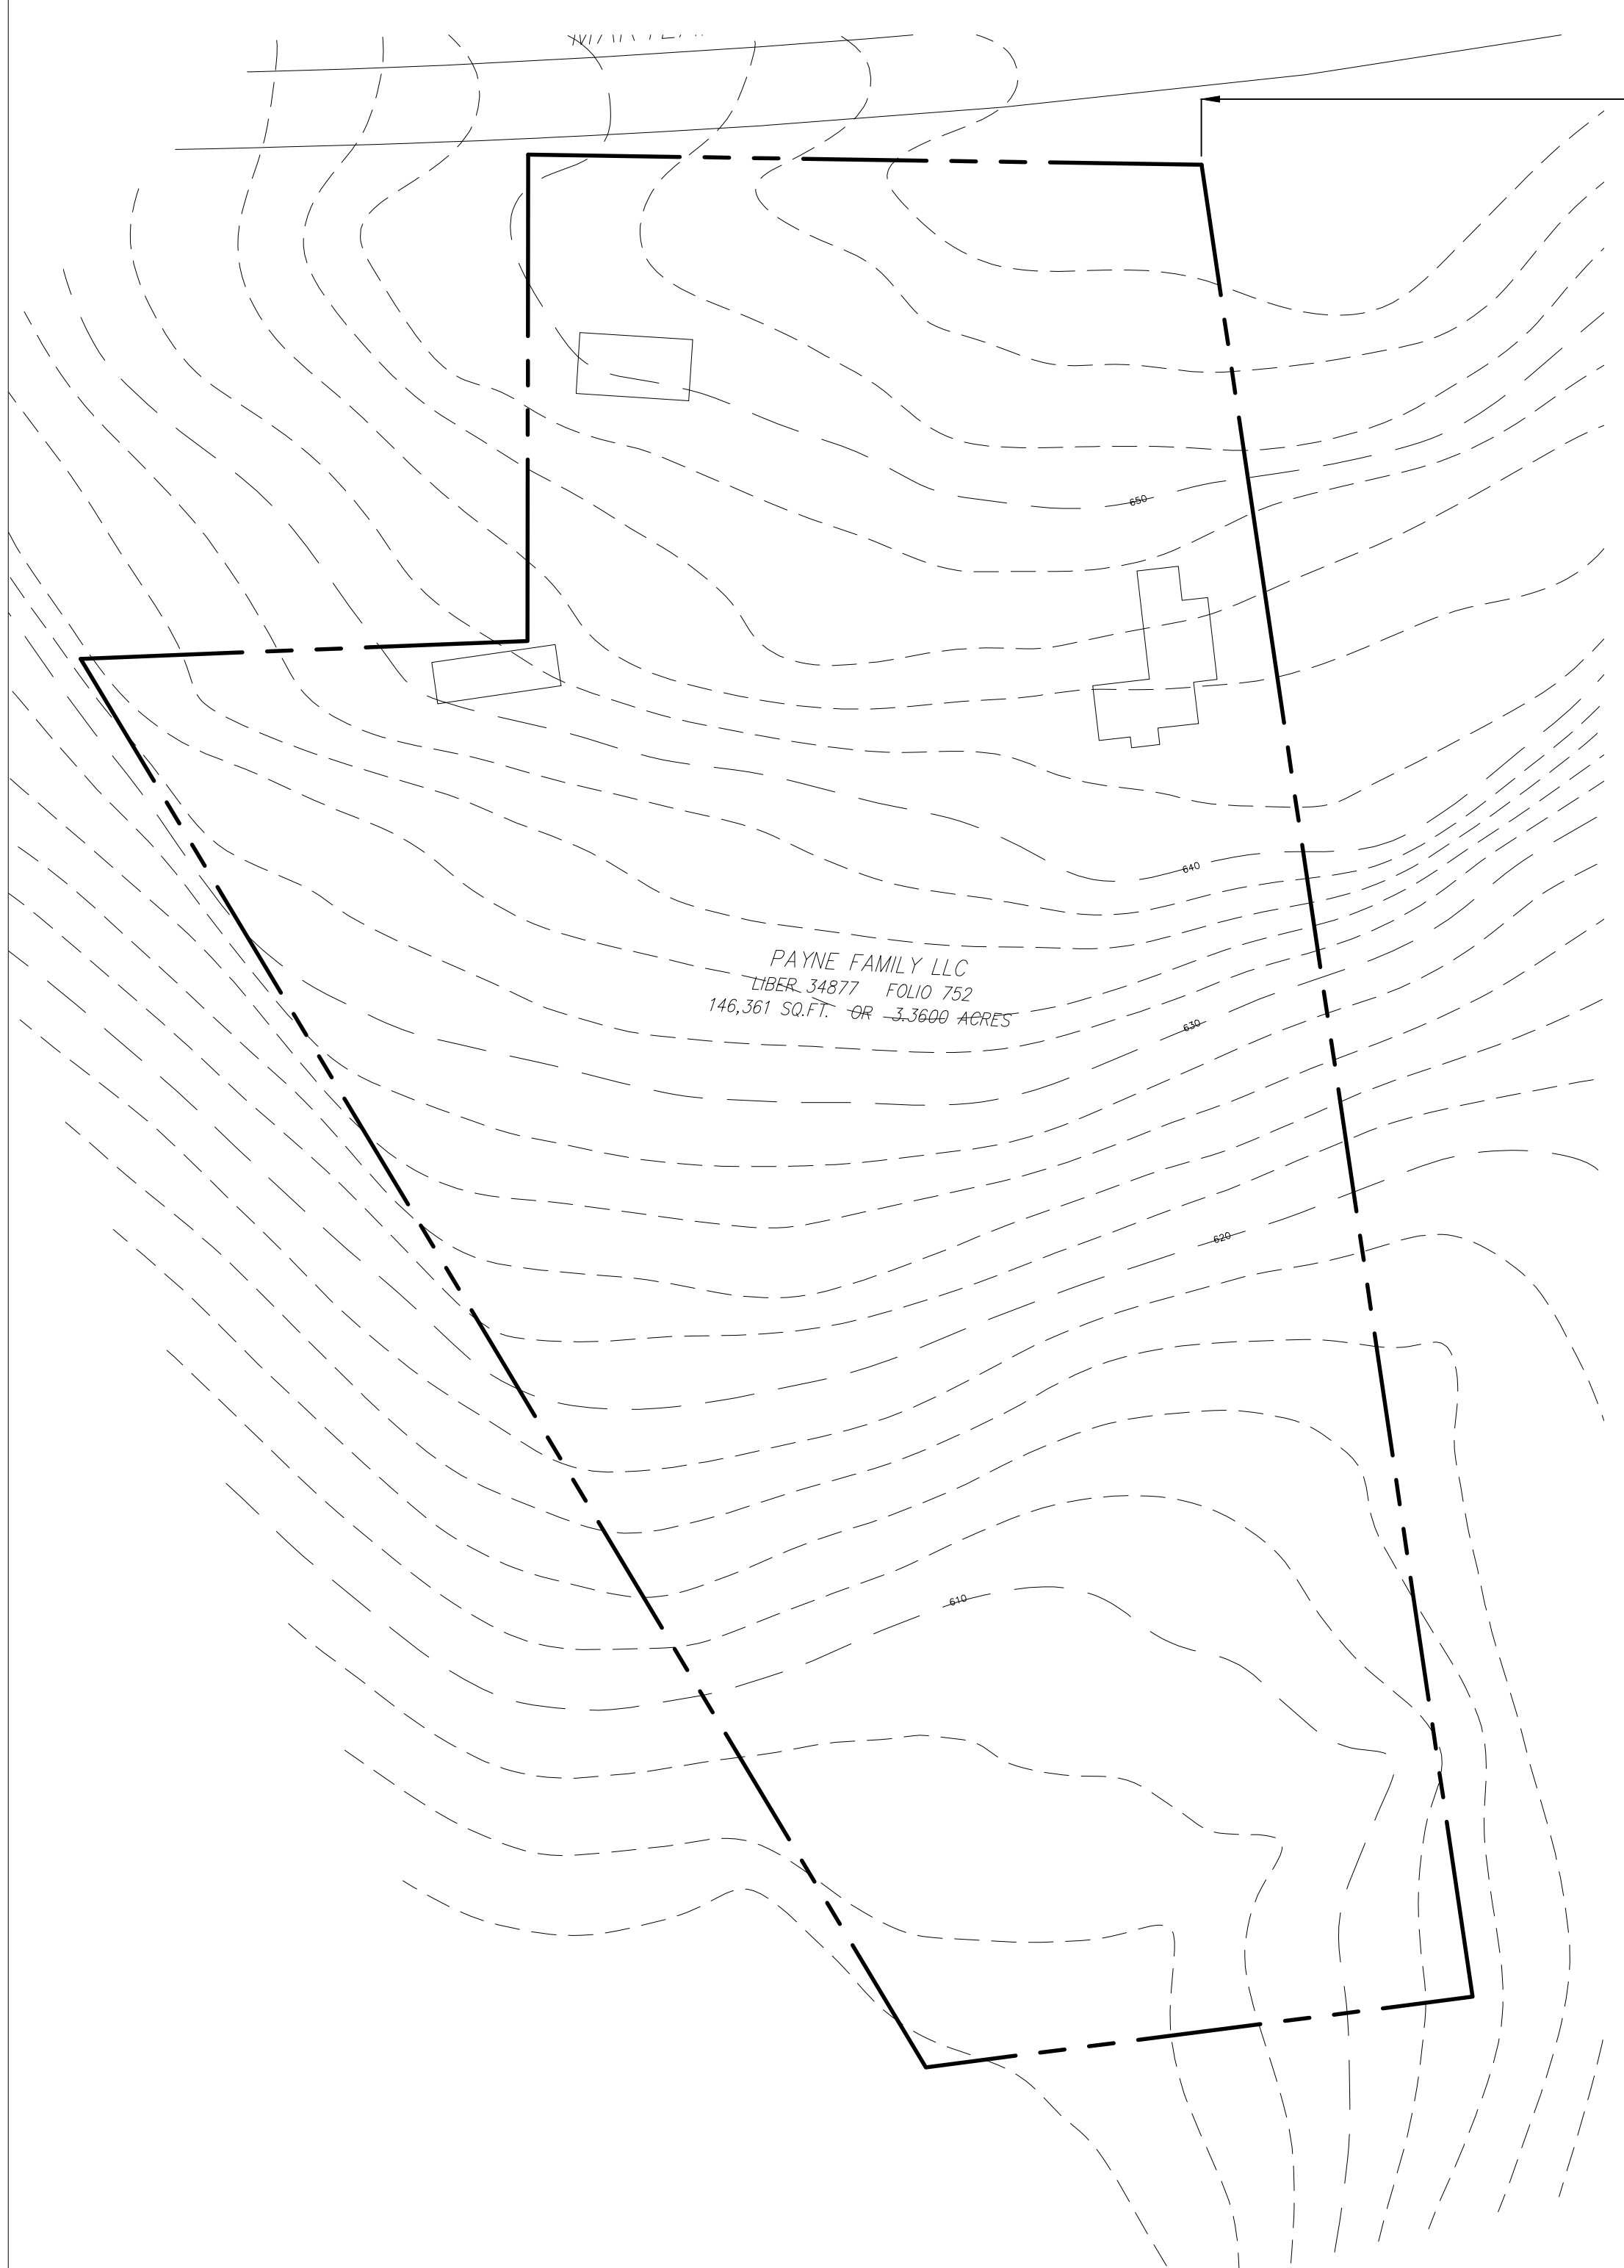 650
640
PAYNE FAMILY LLC
LIBER 34877 FOLIO 752
146,361 SQ.FT. OR 3.3600 ACRES
630
620
610